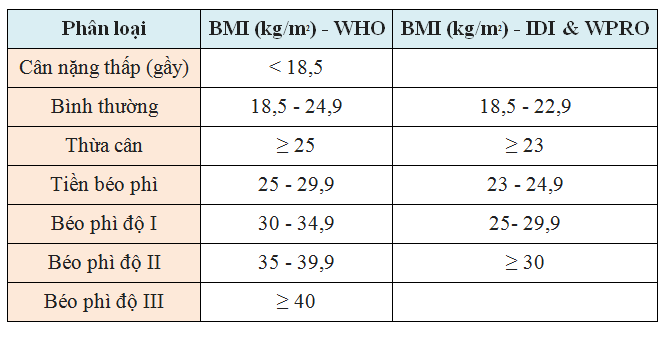 Phân loại BMI (kg/m²) - WHO BMI (kg/m²) - IDI & WPRO
Cân nặng thấp (gầy) < 18,5
Bình thường 18,5 - 24,9 18,5 - 22,9
Thừa cân ≥ 25 ≥ 23
Tiền béo phì 25 - 29,9 23 - 24,9
Béo phì độ I 30 - 34,9 25- 29,9
Béo phì độ II 35 - 39,9 ≥ 30
Béo phì độ III ≥ 40